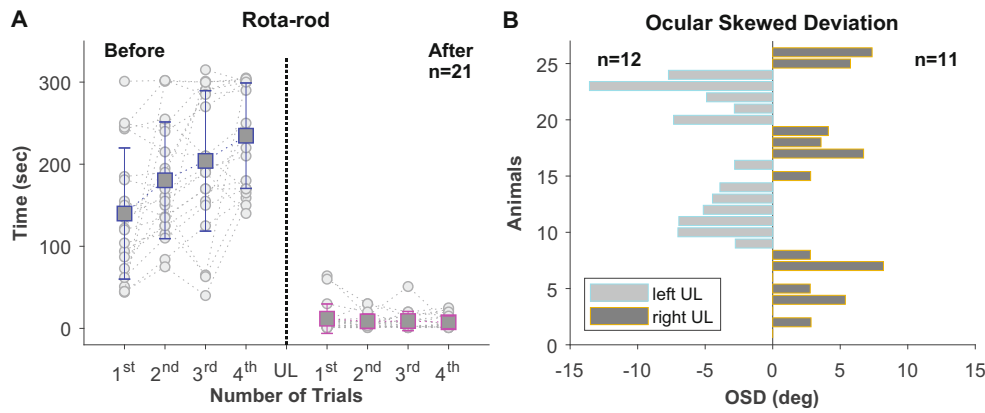 A
Rota-rod
Before
After
n=21
300
200
100
0
Time (sec)
1st 2nd 3rd 4th UL 1st 2nd 3rd 4th
Number of Trials
B
Ocular Skewed Deviation
n=12
n=11
25
20
15
10
5
0
Animals
left UL
right UL
-15 -10 -5 0 5 10 15
OSD (deg)